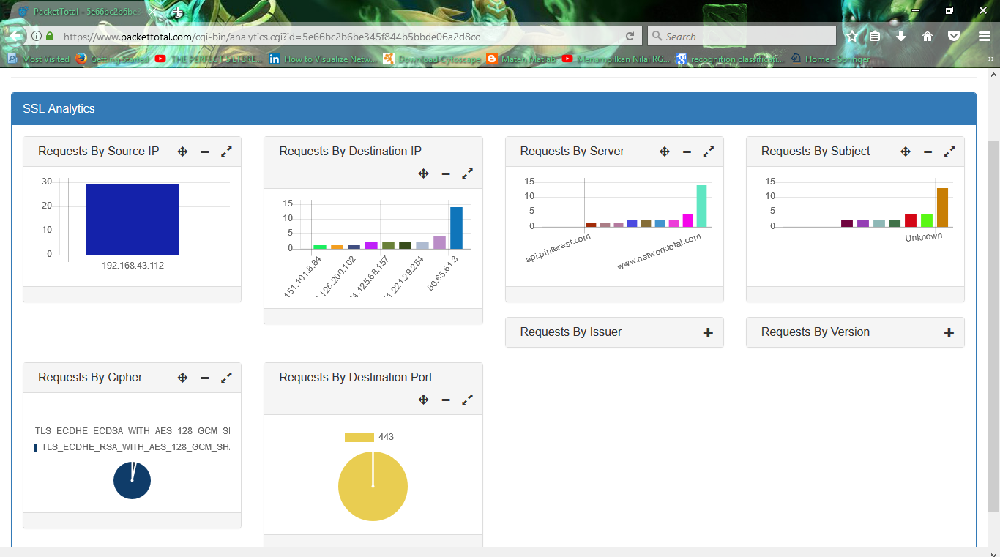 PacketTotal - 5e66bc2b6be3
https://www.packettotal.com/cgi-bin/analytics.cgi?id=5e66bc2b6be345f844b5bbde06a2d8cc
Search
Most Visited Getting Started THE PERFECT BLTBRE... How to Visualize Netw... Download Cytoscape Materi Matlab Menampilkan Nilai RG... recognition classificati... Home - Springer
SSL Analytics
Requests By Source IP
30
20
10
0
192.168.43.112
Requests By Destination IP
15
10
5
0
151.101.8.84
.125.200.102
'4.125.68.157
1.221.29.254
80.65.61.3
Requests By Server
15
10
5
0
api.pinterest.com
www.networktotal.com
Requests By Subject
15
10
5
0
Unknown
Requests By Issuer
Requests By Version
Requests By Cipher
TLS_ECDHE_ECDSA_WITH_AES_128_GCM_SH
TLS_ECDHE_RSA_WITH_AES_128_GCM_SHA
Requests By Destination Port
443